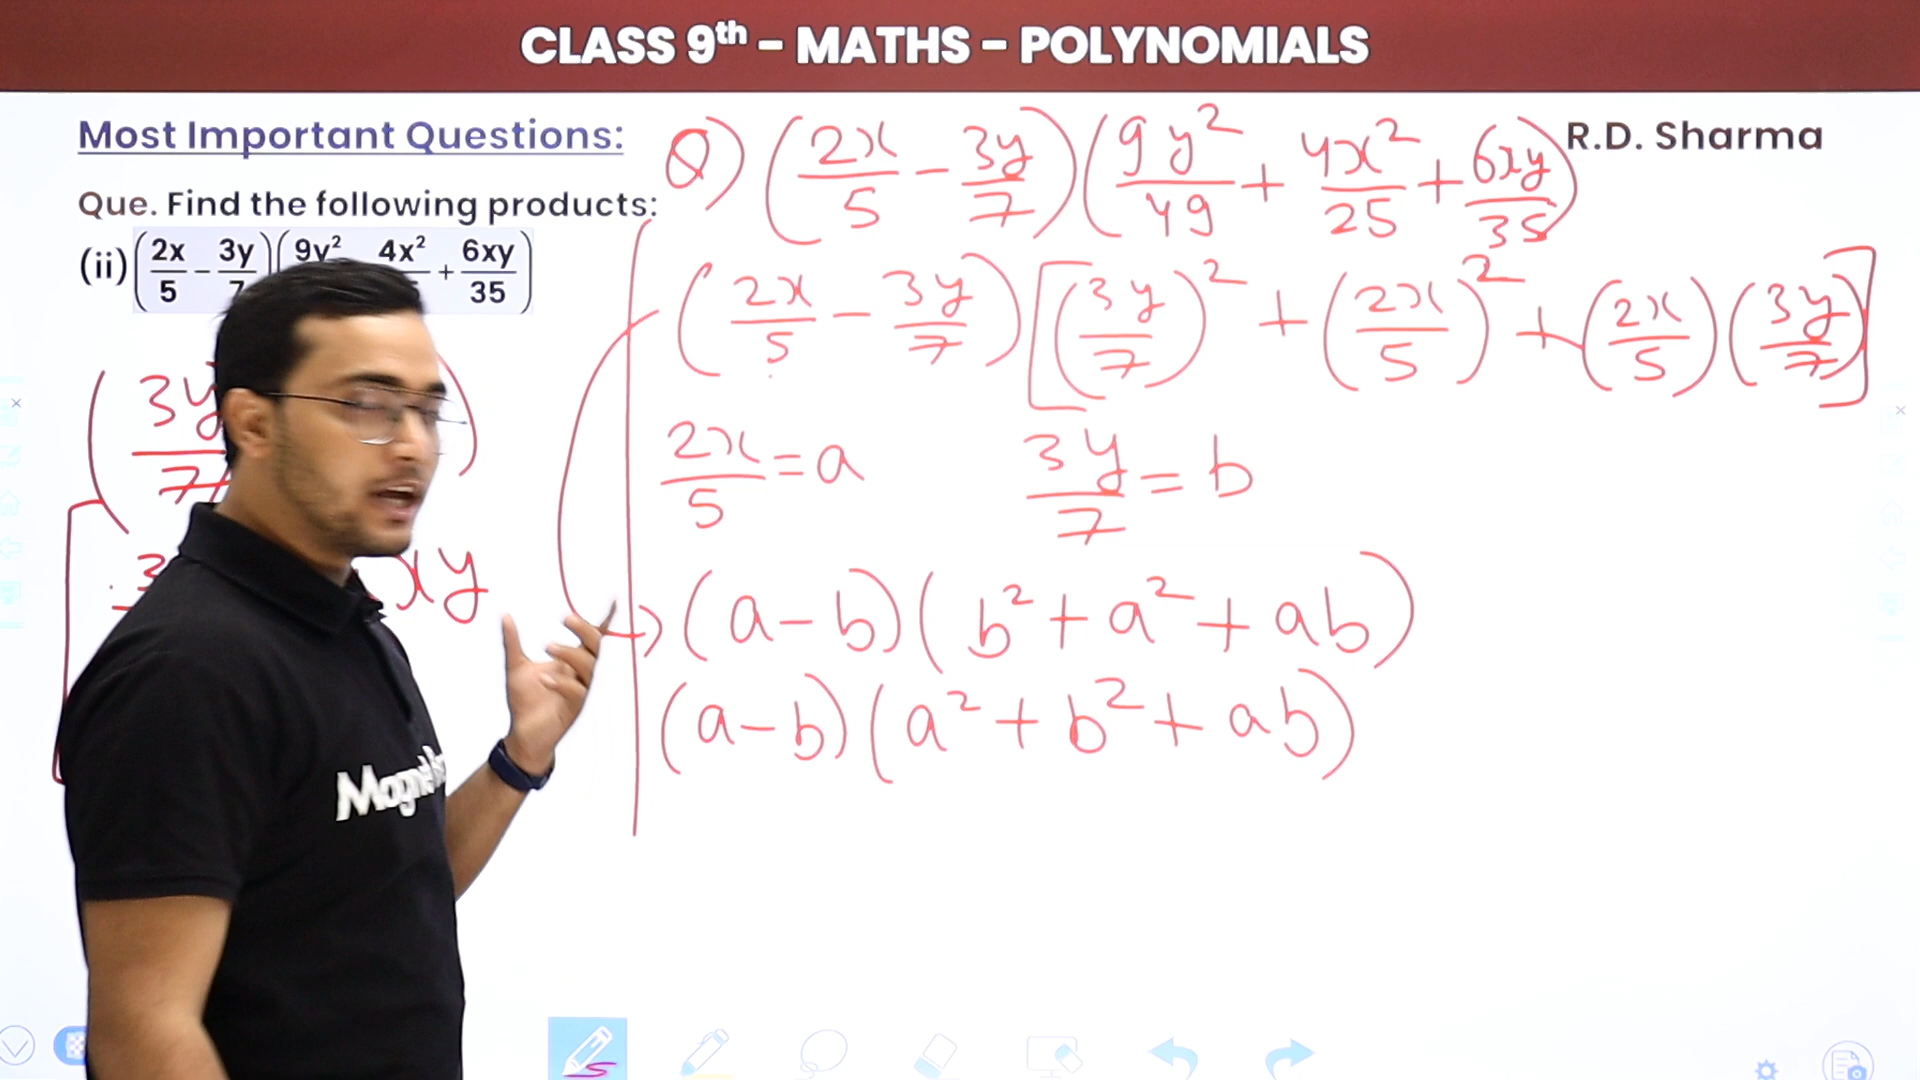 CLASS 9th – MATHS – POLYNOMIALS
Most Important Questions:
R.D. Sharma
Que. Find the following products:
(ii) (2x/5 - 3y/7)(9y² 4x² + 6xy/35)
(3y/7)
3 xy
Q) (2x/5 - 3y/7)(9y²/49 + 4x²/25 + 6xy/35)
(2x/5 - 3y/7)[(3y/7)² + (2x/5)² + (2x/5)(3y/7)]
2x/5 = a 3y/7 = b
→ (a-b)(b² + a² + ab)
(a-b)(a² + b² + ab)